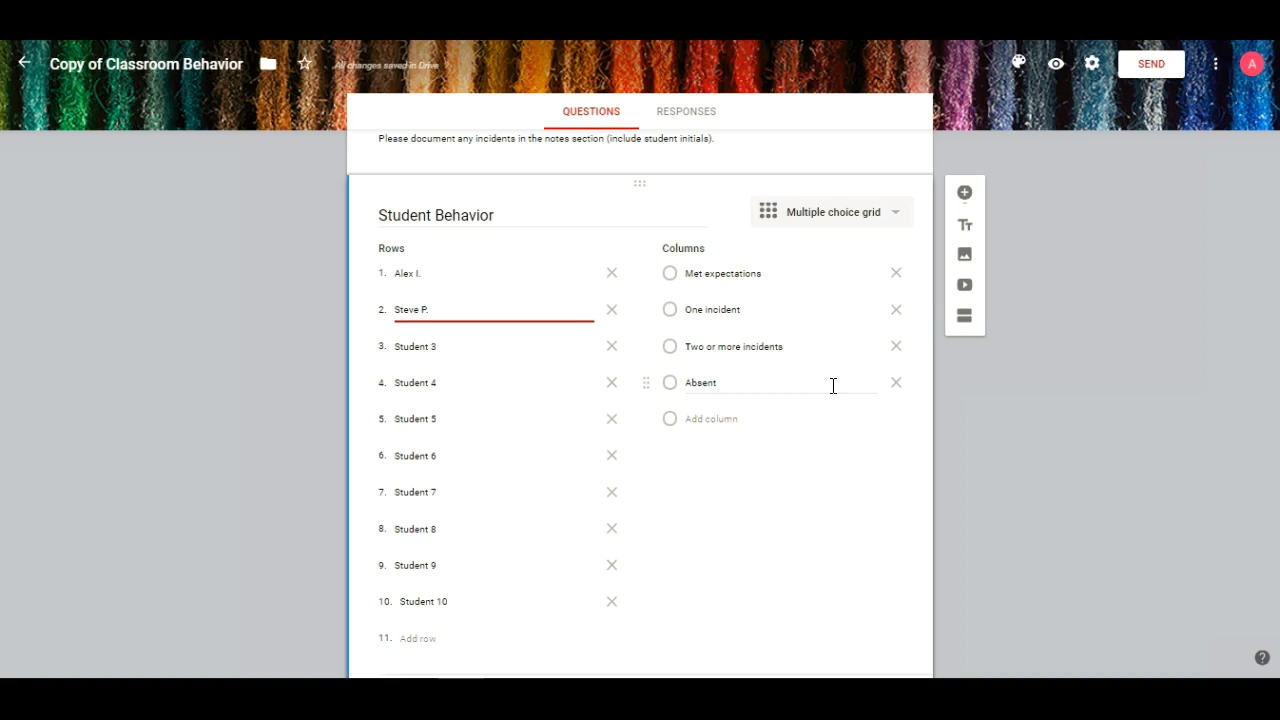 Copy of Classroom Behavior
All changes saved in Drive
SEND
A
QUESTIONS RESPONSES
Please document any incidents in the notes section (include student initials).
Student Behavior
Multiple choice grid
Rows
Columns
1. Alex I.
Met expectations
2. Steve P.
One incident
3. Student 3
Two or more incidents
4. Student 4
Absent
5. Student 5
Add column
6. Student 6
7. Student 7
8. Student 8
9. Student 9
10. Student 10
11. Add row